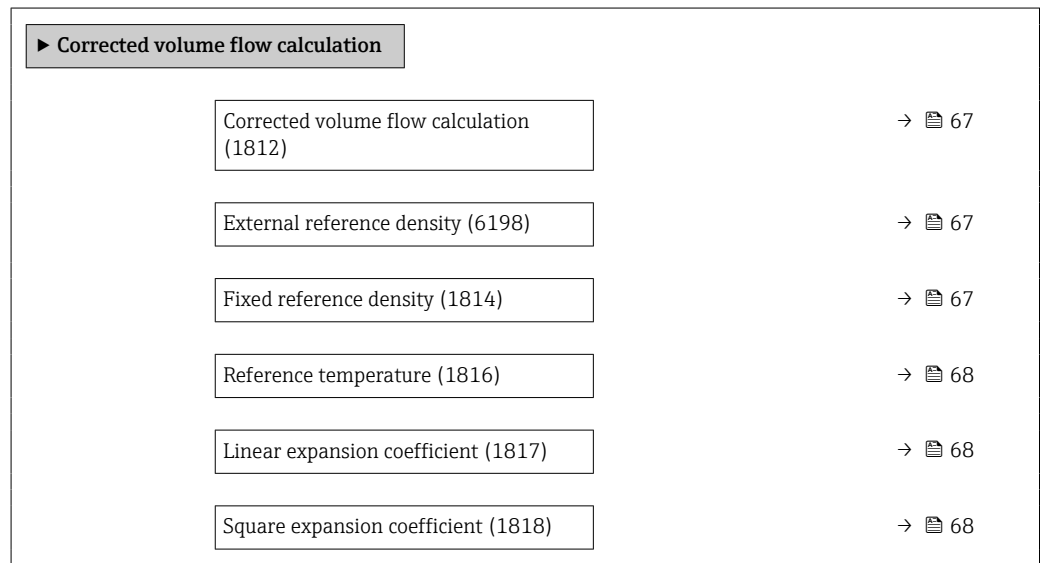 ▶ Corrected volume flow calculation
Corrected volume flow calculation → 67
(1812)
External reference density (6198) → 67
Fixed reference density (1814) → 67
Reference temperature (1816) → 68
Linear expansion coefficient (1817) → 68
Square expansion coefficient (1818) → 68